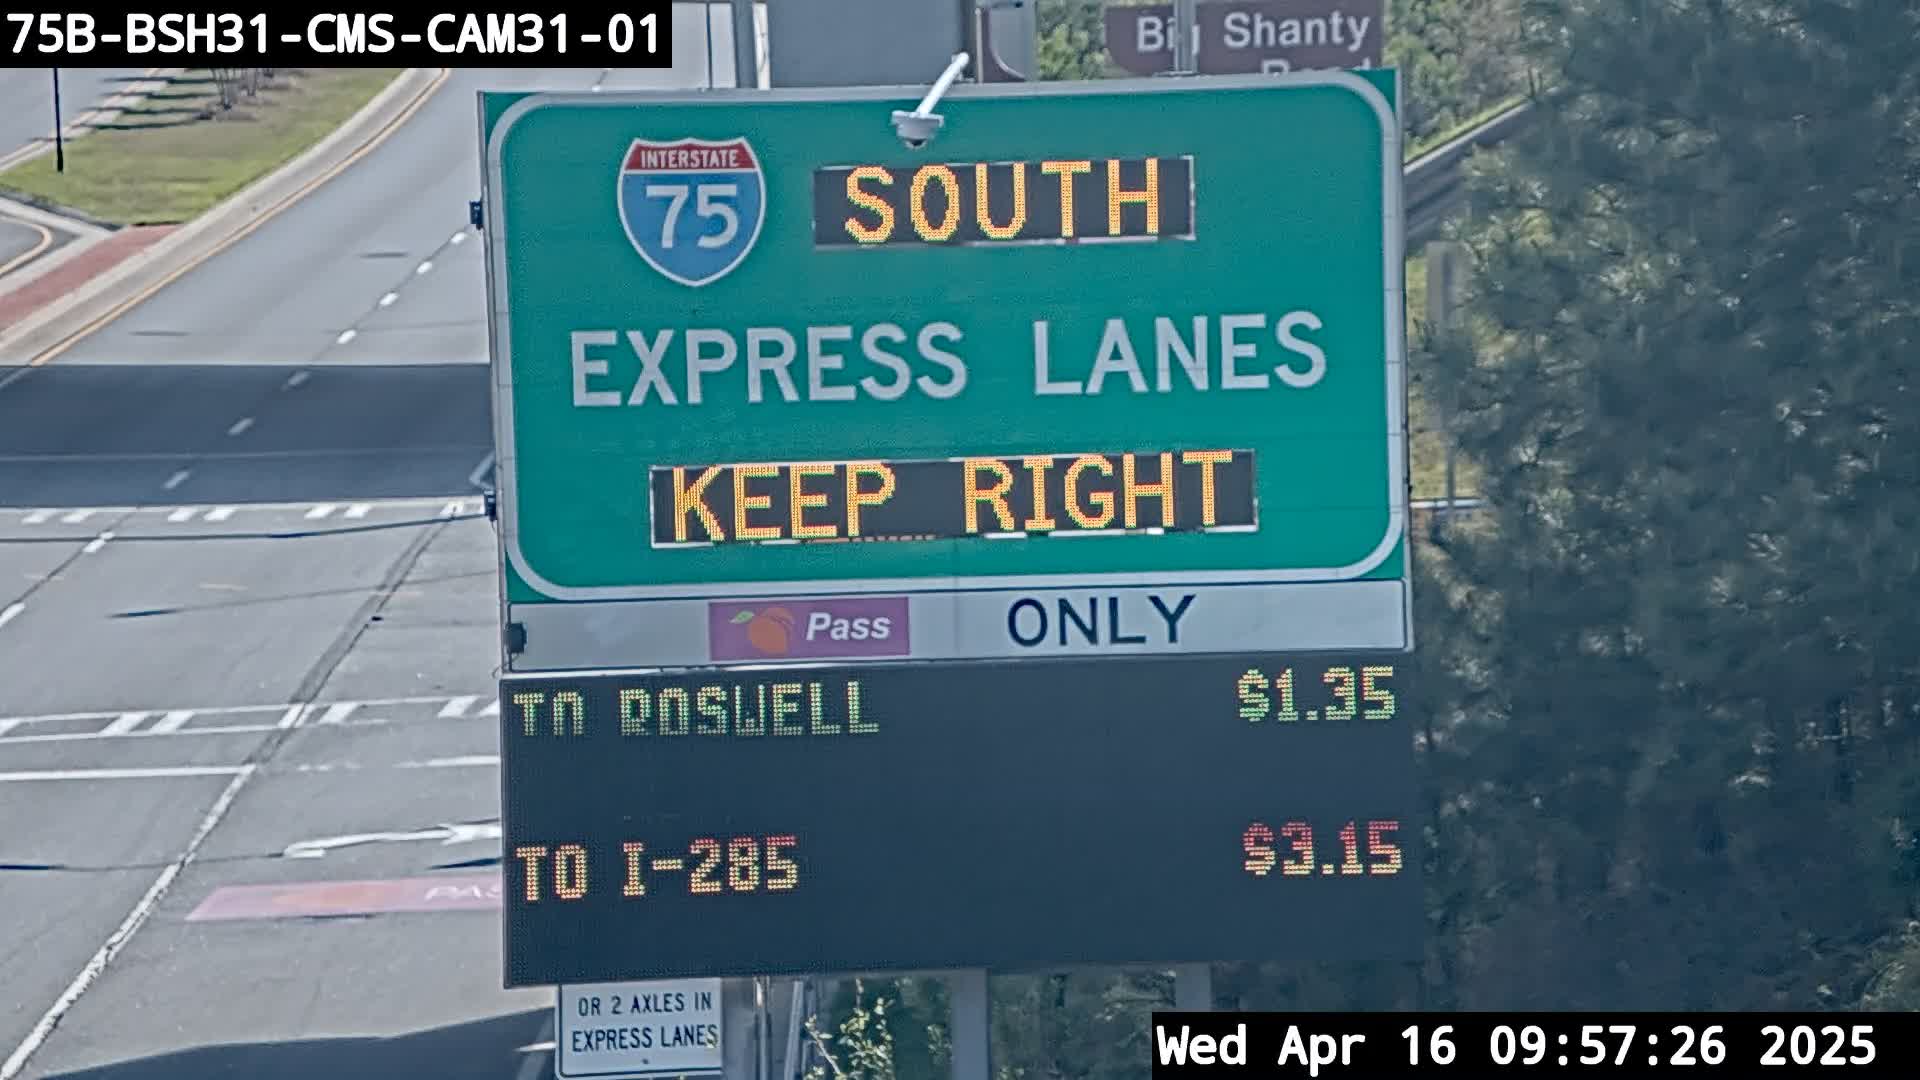 75B-BSH31-CMS-CAM31-01
Big Shanty
Road
INTERSTATE
75
SOUTH
EXPRESS LANES
KEEP RIGHT
Pass ONLY
TO ROSWELL $1.35
TO I-285 $3.15
OR 2 AXLES IN
EXPRESS LANES
Wed Apr 16 09:57:26 2025